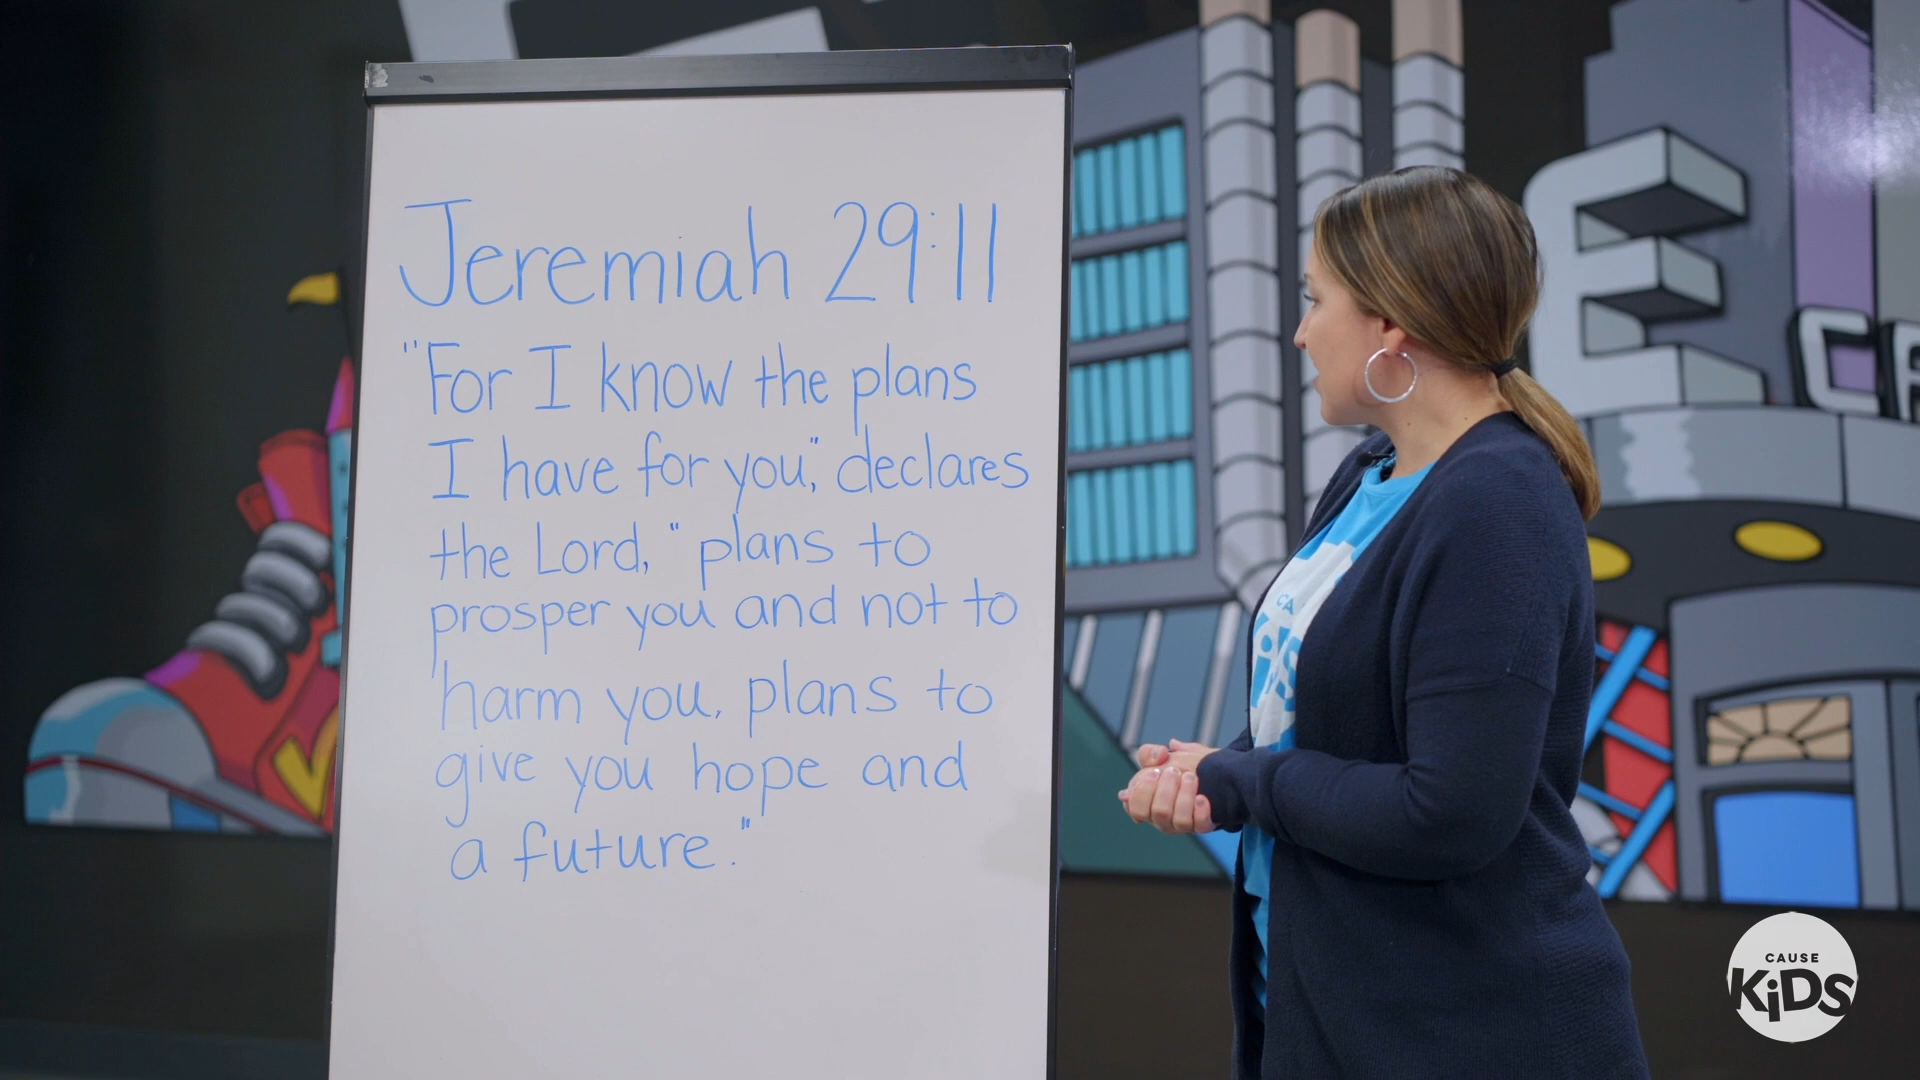 Jeremiah 29:11
"For I know the plans
I have for you," declares
the Lord, "plans to
prosper you and not to
harm you, plans to
give you hope and
a future."
E
CA
CAUSE
KiDS